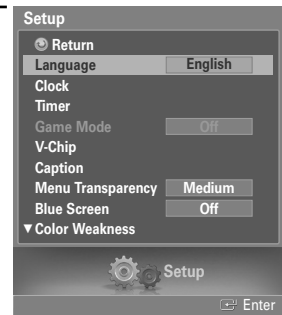 Setup
Return
Language English
Clock
Timer
Game Mode Off
V-Chip
Caption
Menu Transparency Medium
Blue Screen Off
▼Color Weakness
Setup
Enter